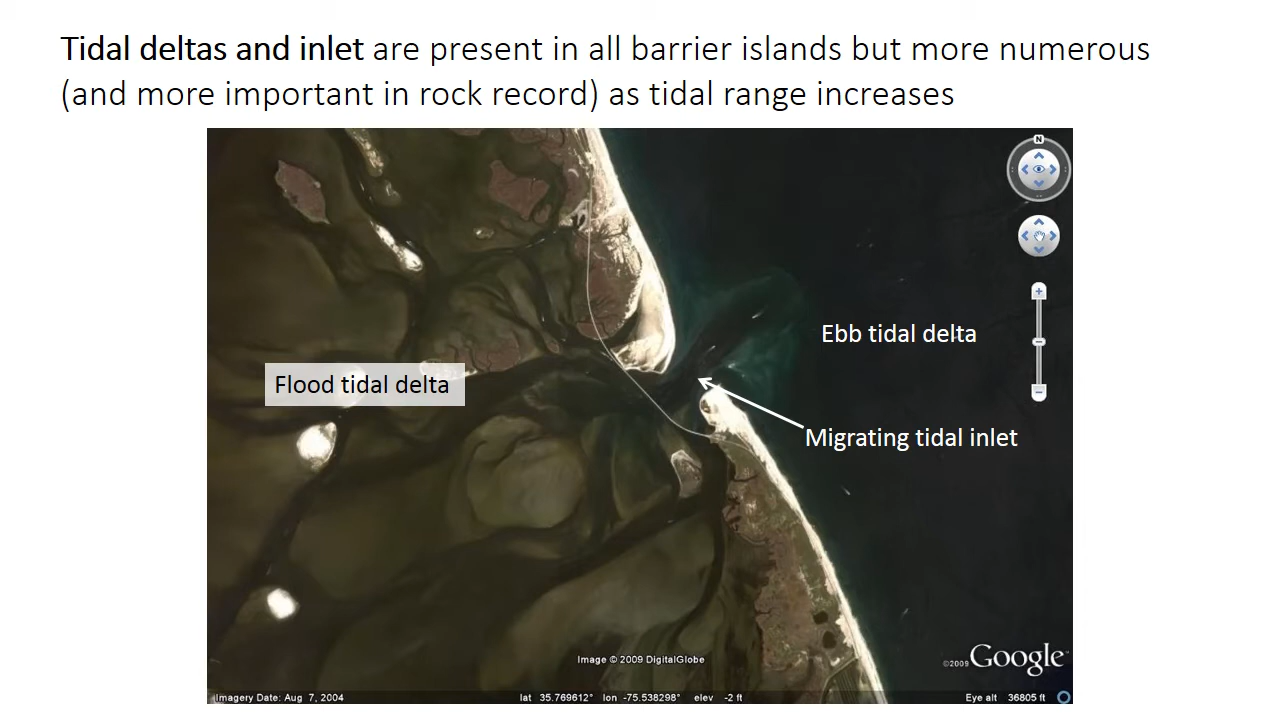 Tidal deltas and inlet are present in all barrier islands but more numerous
(and more important in rock record) as tidal range increases
N
Ebb tidal delta
Flood tidal delta
Migrating tidal inlet
Image © 2009 DigitalGlobe
©2009 Google™
Imagery Date: Aug 7, 2004
lat 35.769612° lon -75.538298° elev -2 ft
Eye alt 36805 ft